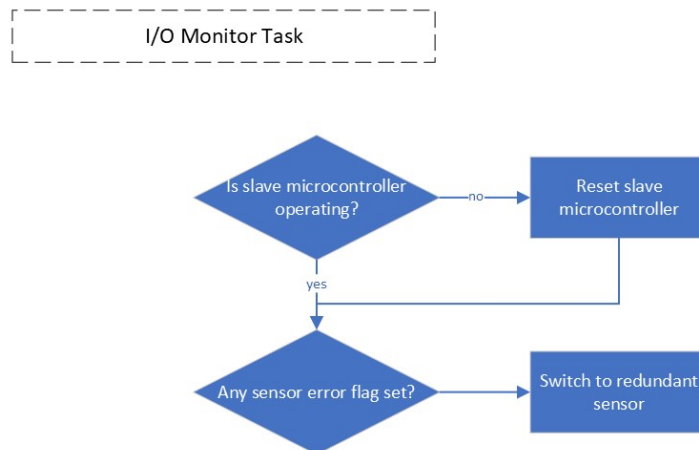 I/O Monitor Task
Is slave microcontroller
operating?
no
Reset slave
microcontroller
yes
Any sensor error flag set?
Switch to redundant
sensor